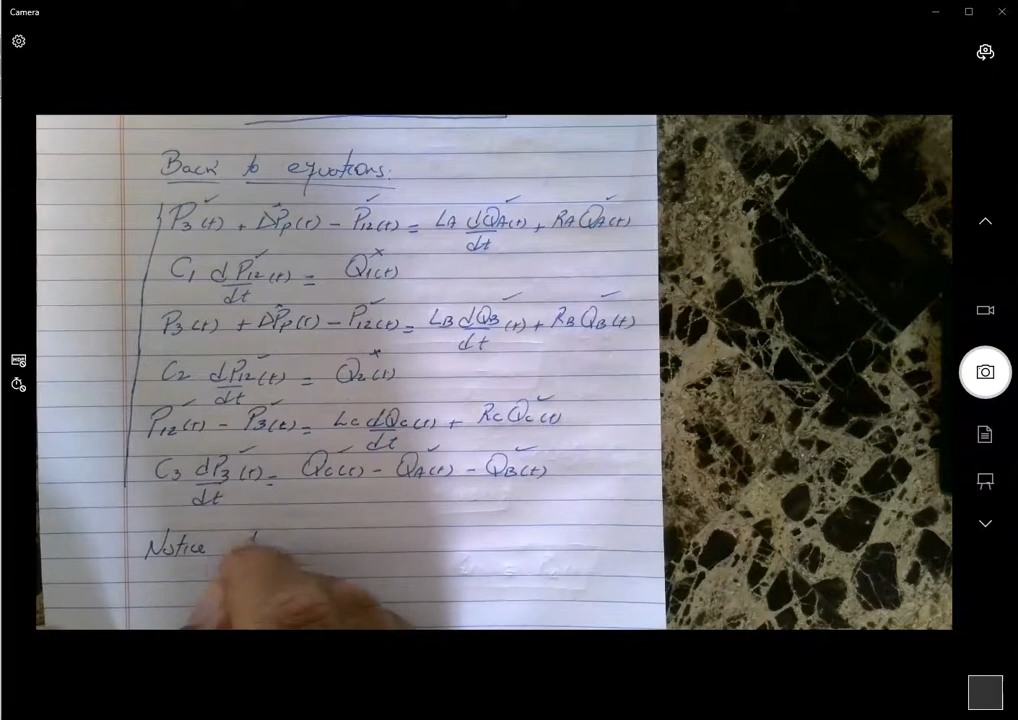 Camera
Back to equations:
P3(t) + ΔP̂p(t) - P12(t) = LA dQA(t)/dt + RA QA(t)
C1 dP12(t)/dt = Q1(t)
P3(t) + ΔP̂p(t) - P12(t) = LB dQB/dt (t) + RB QB(t)
C2 dP12(t)/dt = Q2(t)
P12(t) - P3(t) = LC dQC(t)/dt + RC QC(t)
C3 dP3/dt (t) = QC(t) - QA(t) - QB(t)
Notice